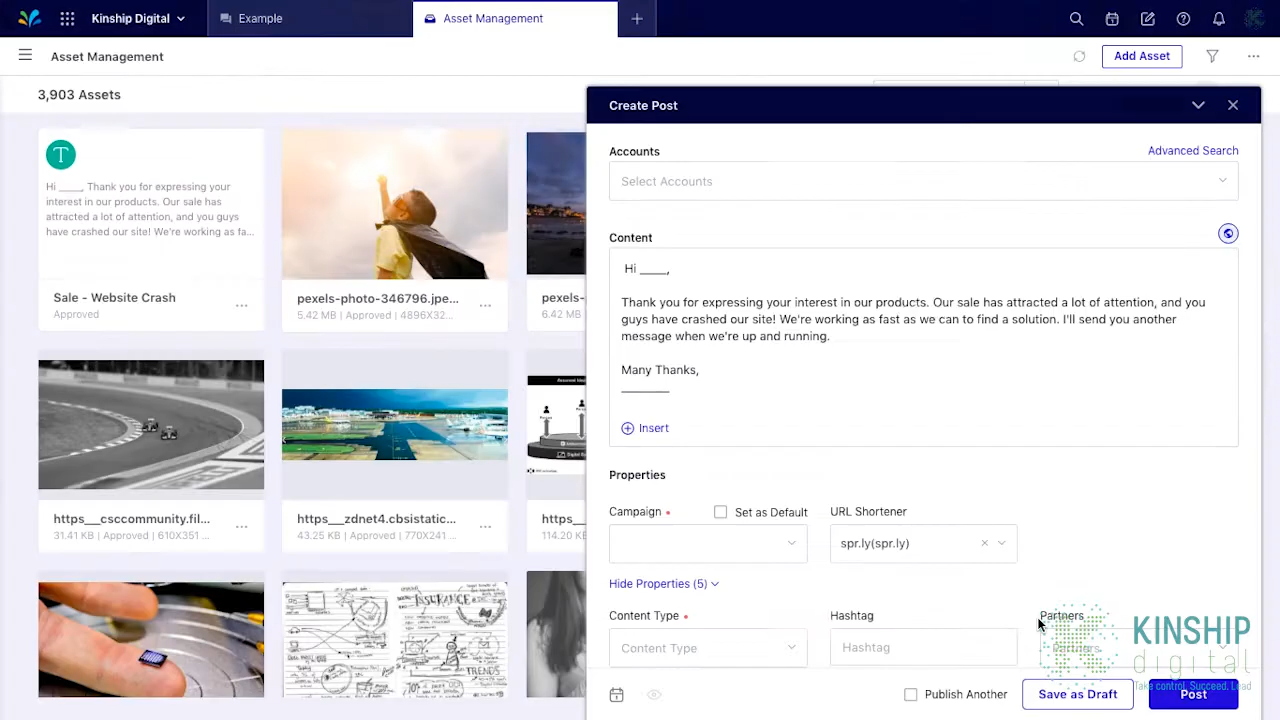 Kinship Digital
Example
Asset Management
Asset Management
Add Asset
3,903 Assets
T
Hi ____, Thank you for expressing your
interest in our products. Our sale has
attracted a lot of attention, and you guys
have crashed our site! We're working as fa...
Sale - Website Crash
Approved
pexels-photo-346796.jpe...
5.42 MB | Approved | 4896X32...
pexels-
6.42 MB
https__csccommunity.fil...
31.41 KB | Approved | 610X351
https__zdnet4.cbsistatic...
43.25 KB | Approved | 770X241 ...
https:
114.20 KB
INSURANCE
TRENDS
Create Post
Accounts
Advanced Search
Select Accounts
Content
Hi ____,
Thank you for expressing your interest in our products. Our sale has attracted a lot of attention, and you
guys have crashed our site! We're working as fast as we can to find a solution. I'll send you another
message when we're up and running.
Many Thanks,
_______
Insert
Properties
Campaign
Set as Default
URL Shortener
spr.ly(spr.ly)
Hide Properties (5)
Content Type
Hashtag
Partners
Content Type
Hashtag
Partners
Publish Another
Save as Draft
Post
KINSHIP
digital
Take control. Succeed. Lead